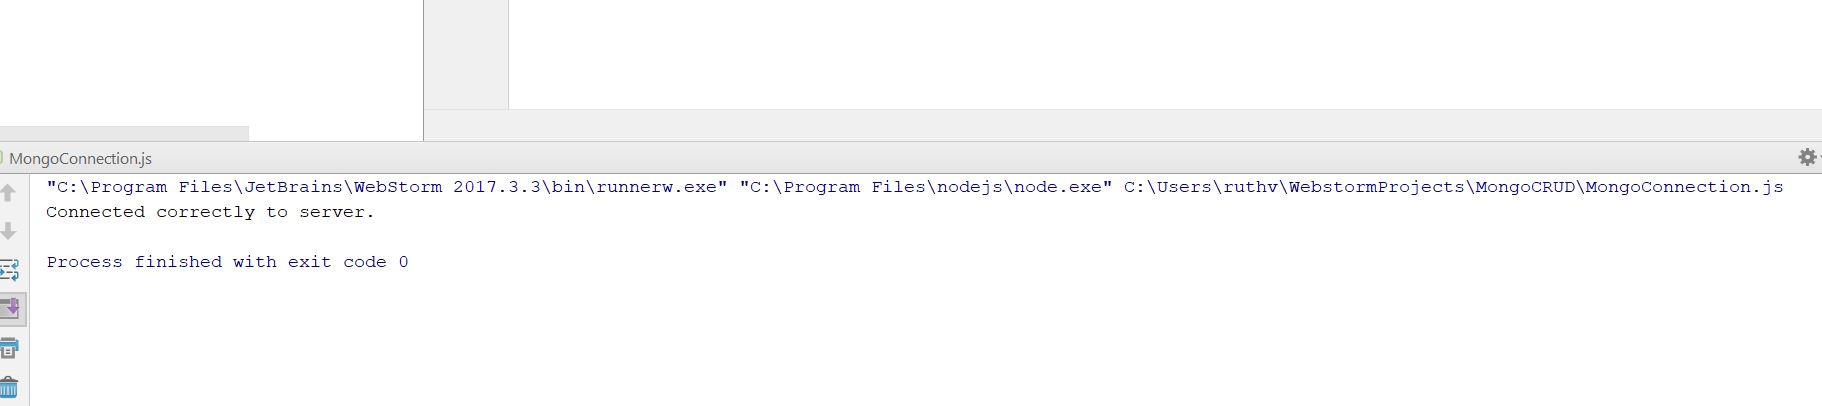 MongoConnection.js
"C:\Program Files\JetBrains\WebStorm 2017.3.3\bin\runnerw.exe" "C:\Program Files\nodejs\node.exe" C:\Users\ruthv\WebstormProjects\MongoCRUD\MongoConnection.js
Connected correctly to server.
Process finished with exit code 0